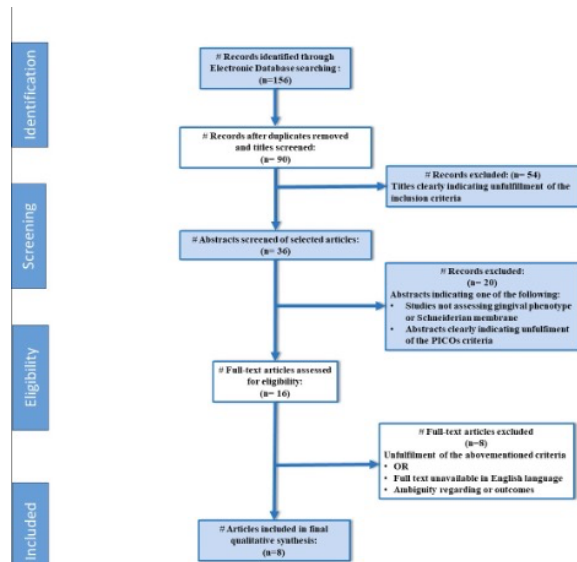 Identification
# Records identified through
Electronic Database searching :
(n=156)
# Records after duplicates removed
and titles screened:
(n= 90)
# Records excluded: (n= 54)
Titles clearly indicating unfulfillment of the
inclusion criteria
Screening
# Abstracts screened of selected articles:
(n= 36)
# Records excluded:
(n= 20)
Abstracts indicating one of the following:
• Studies not assessing gingival phenotype
or Schneiderian membrane
• Abstracts clearly indicating unfulfiment
of the PICOs criteria
Eligibility
# Full-text articles assessed
for eligibility:
(n= 16)
# Full-text articles excluded
(n=8)
Unfulfilment of the abovementioned criteria
• OR
• Full text unavailable in English language
• Ambiguity regarding or outcomes
Included
# Articles included in final
qualitative synthesis:
(n=8)